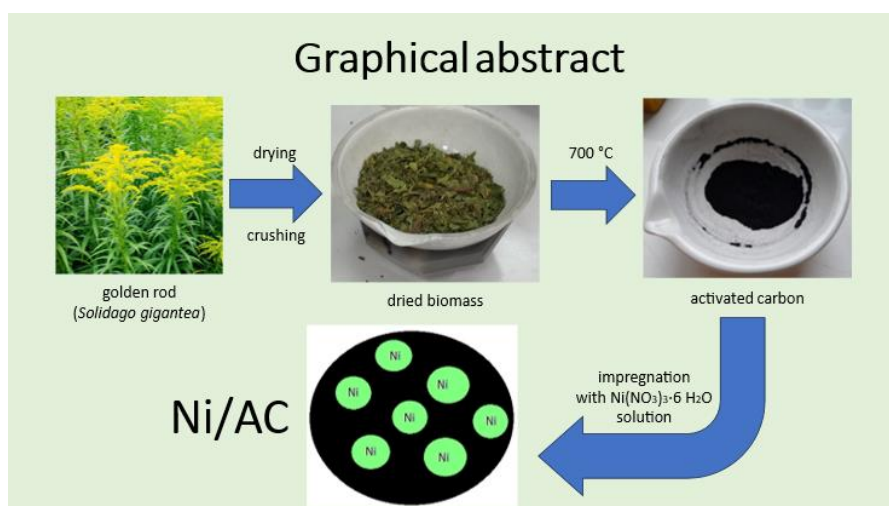 Graphical abstract
drying
crushing
700 °C
golden rod
(Solidago gigantea)
dried biomass
activated carbon
impregnation
with Ni(NO₃)₃·6 H₂O
solution
Ni/AC
Ni
Ni
Ni
Ni
Ni
Ni
Ni